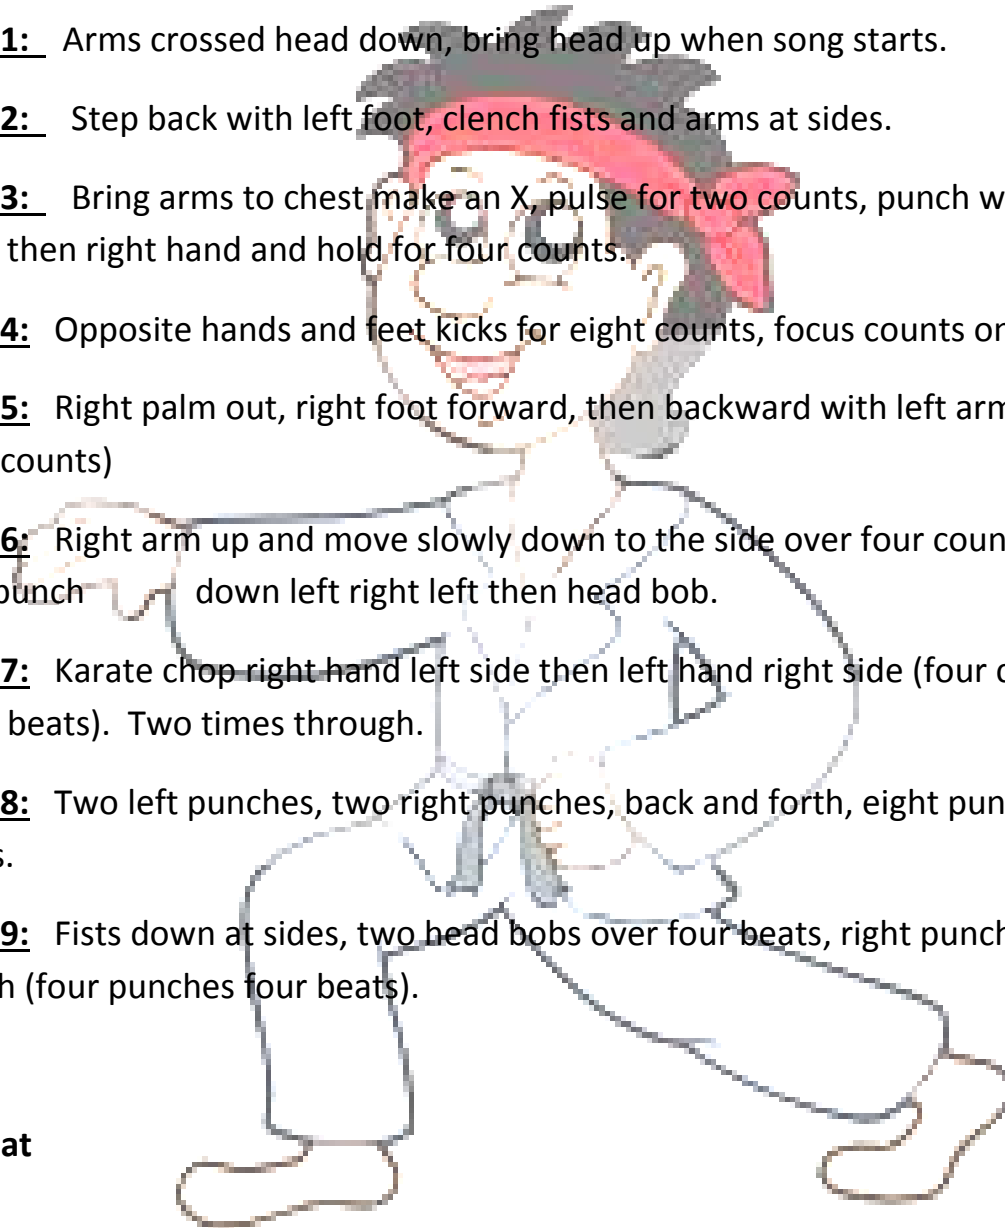 1: Arms crossed head down, bring head up when song starts.
2: Step back with left foot, clench fists and arms at sides.
3: Bring arms to chest make an X, pulse for two counts, punch w
then right hand and hold for four counts.
4: Opposite hands and feet kicks for eight counts, focus counts or
5: Right palm out, right foot forward, then backward with left arm
counts)
6: Right arm up and move slowly down to the side over four coun
punch down left right left then head bob.
7: Karate chop right hand left side then left hand right side (four c
beats). Two times through.
8: Two left punches, two right punches, back and forth, eight pun
s.
9: Fists down at sides, two head bobs over four beats, right punch
h (four punches four beats).
at